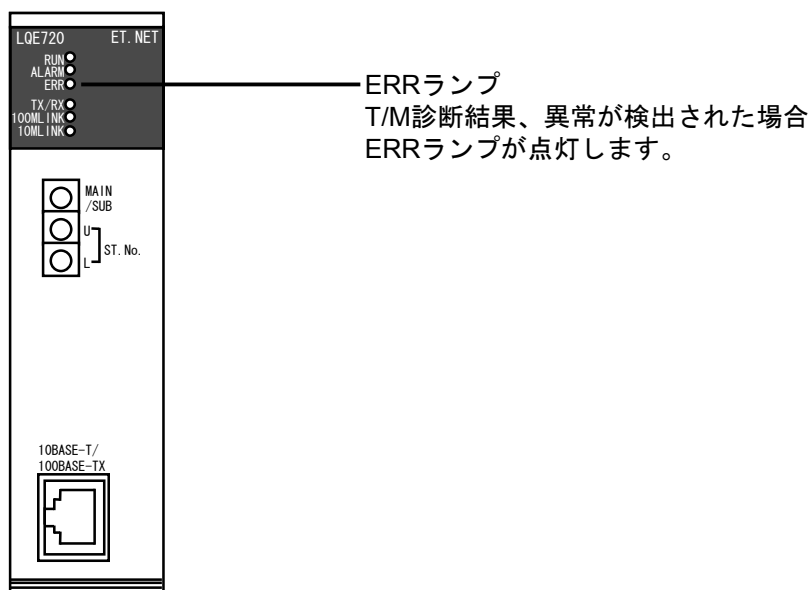 LQE720 ET.NET
RUN
ALARM
ERR
TX/RX
100MLINK
10MLINK
ERRランプ
T/M診断結果、異常が検出された場合
ERRランプが点灯します。
MAIN
/SUB
U
ST.No.
L
10BASE-T/
100BASE-TX